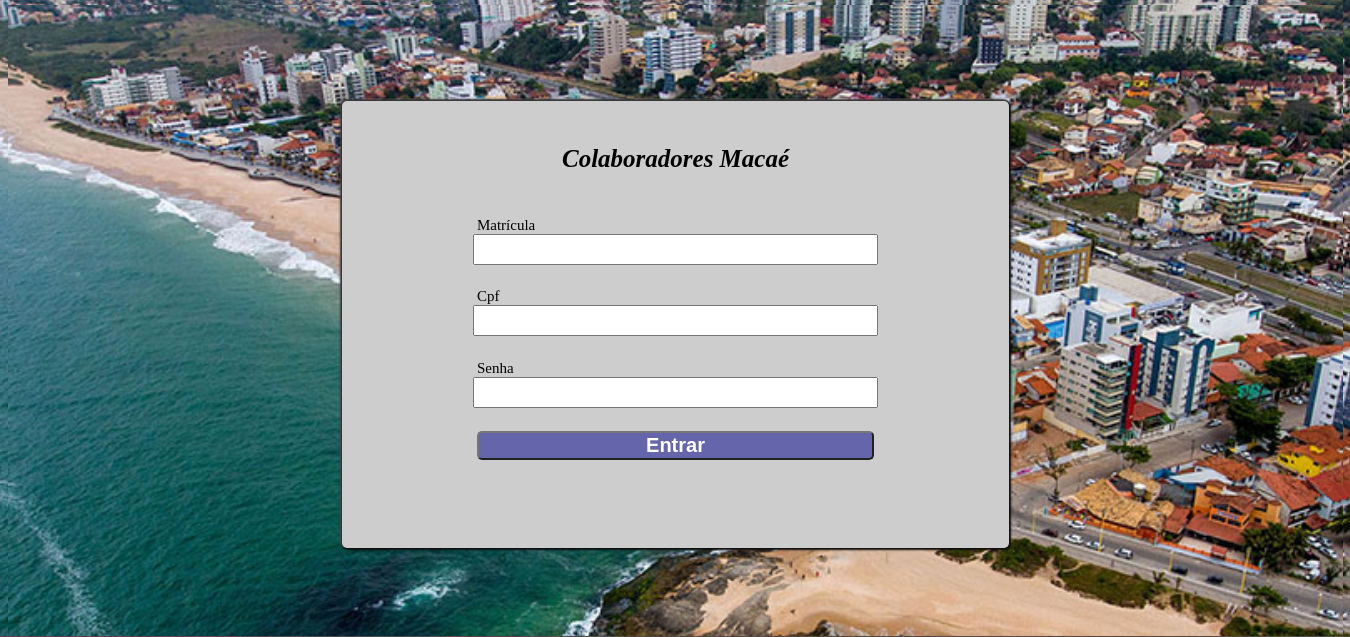 Colaboradores Macaé
Matrícula
Cpf
Senha
Entrar